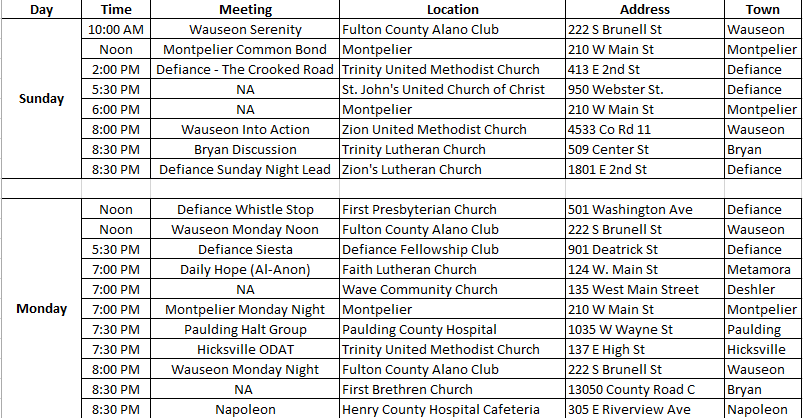 Day Time Meeting Location Address Town
Sunday
10:00 AM Wauseon Serenity Fulton County Alano Club 222 S Brunell St Wauseon
Noon Montpelier Common Bond Montpelier 210 W Main St Montpelier
2:00 PM Defiance - The Crooked Road Trinity United Methodist Church 413 E 2nd St Defiance
5:30 PM NA St. John's United Church of Christ 950 Webster St. Defiance
6:00 PM NA Montpelier 210 W Main St Montpelier
8:00 PM Wauseon Into Action Zion United Methodist Church 4533 Co Rd 11 Wauseon
8:30 PM Bryan Discussion Trinity Lutheran Church 509 Center St Bryan
8:30 PM Defiance Sunday Night Lead Zion's Lutheran Church 1801 E 2nd St Defiance
Monday
Noon Defiance Whistle Stop First Presbyterian Church 501 Washington Ave Defiance
Noon Wauseon Monday Noon Fulton County Alano Club 222 S Brunell St Wauseon
5:30 PM Defiance Siesta Defiance Fellowship Club 901 Deatrick St Defiance
7:00 PM Daily Hope (Al-Anon) Faith Lutheran Church 124 W. Main St Metamora
7:00 PM NA Wave Community Church 135 West Main Street Deshler
7:00 PM Montpelier Monday Night Montpelier 210 W Main St Montpelier
7:30 PM Paulding Halt Group Paulding County Hospital 1035 W Wayne St Paulding
7:30 PM Hicksville ODAT Trinity United Methodist Church 137 E High St Hicksville
8:00 PM Wauseon Monday Night Fulton County Alano Club 222 S Brunell St Wauseon
8:30 PM NA First Brethren Church 13050 County Road C Bryan
8:30 PM Napoleon Henry County Hospital Cafeteria 305 E Riverview Ave Napoleon